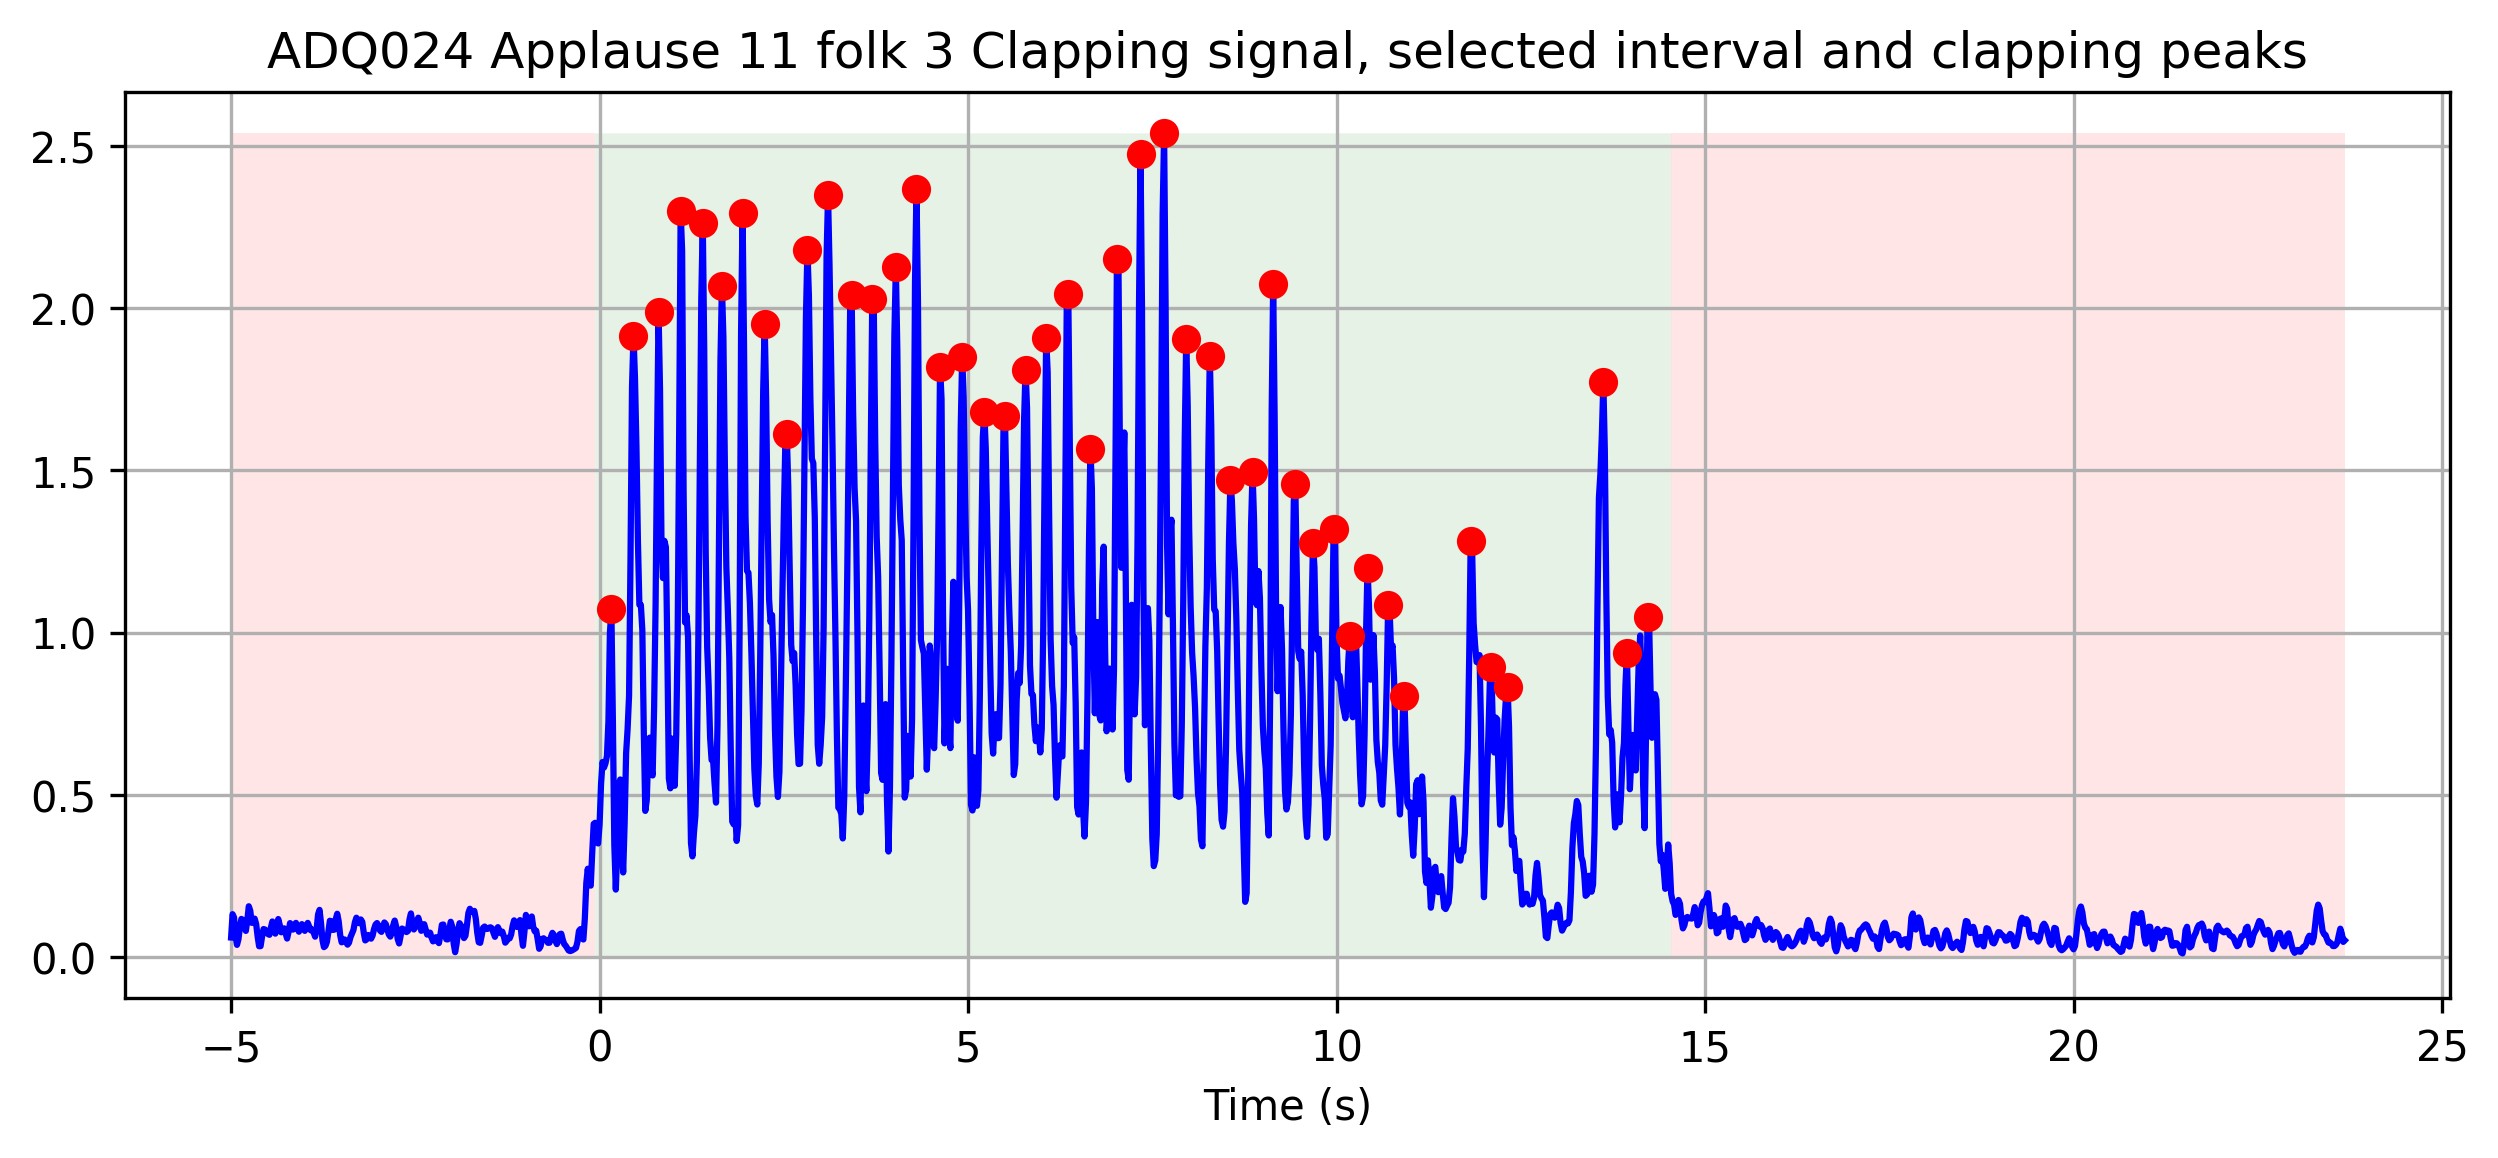 ADQ024 Applause 11 folk 3 Clapping signal, selected interval and clapping peaks
2.5
2.0
1.5
1.0
0.5
0.0
−5 0 5 10 15 20 25
Time (s)